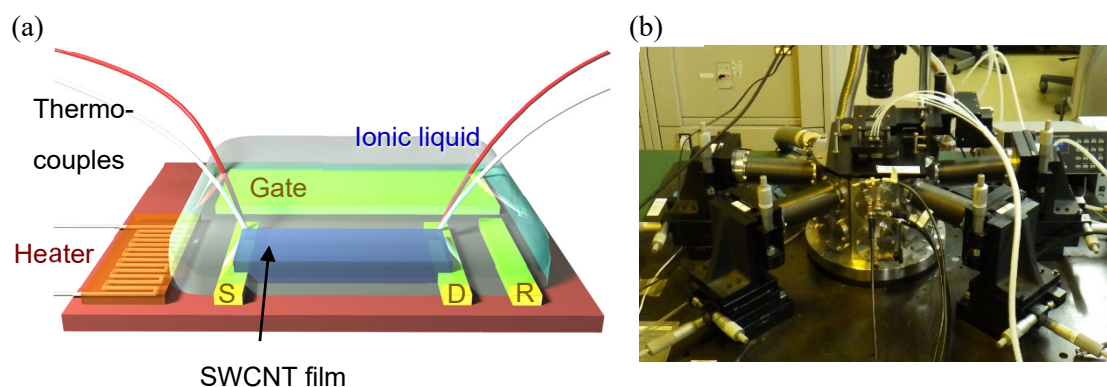 (a)
Thermo-
couples
Ionic liquid
Gate
Heater
S
D
R
SWCNT film
(b)